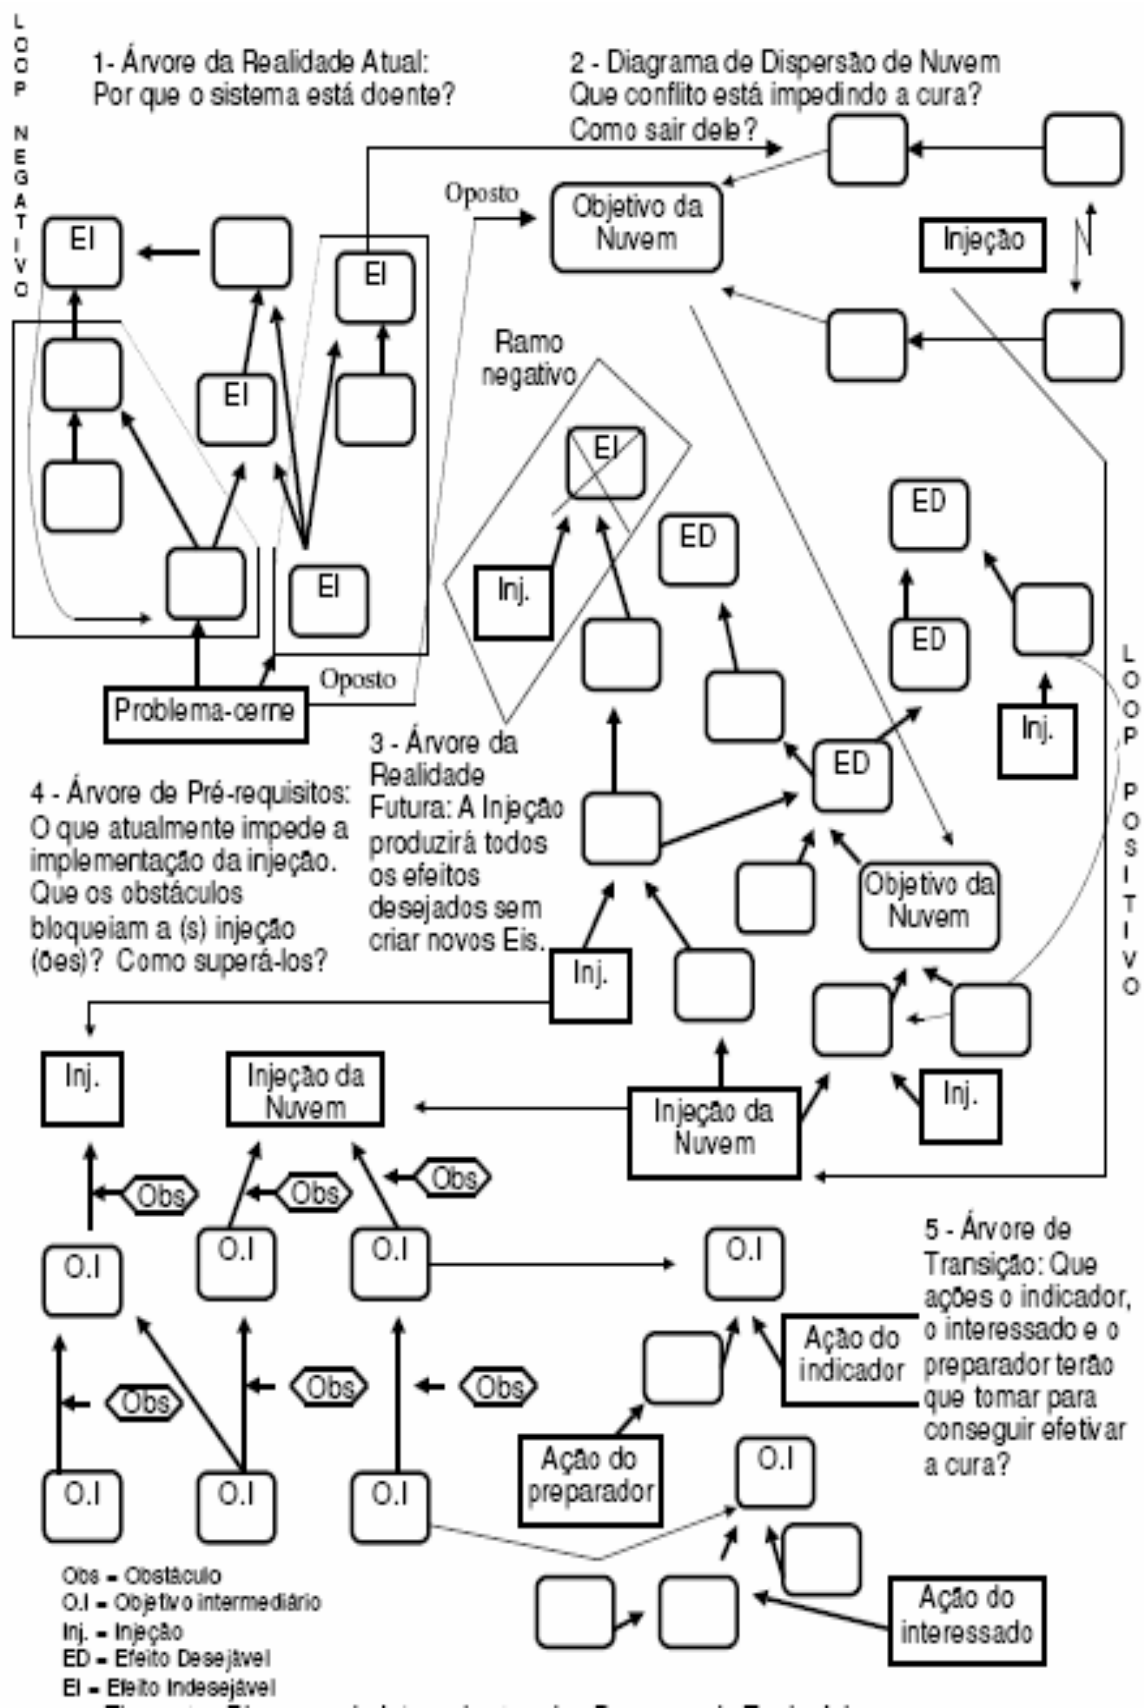 LOOP NEGATIVO
1- Árvore da Realidade Atual:
Por que o sistema está doente?
2 - Diagrama de Dispersão de Nuvem
Que conflito está impedindo a cura?
Como sair dele?
Oposto
Objetivo da
Nuvem
Injeção
EI
EI
EI
EI
Ramo
negativo
EI
Inj.
ED
ED
ED
ED
Inj.
LOOP POSITIVO
Oposto
Problema-cerne
3 - Árvore da
Realidade
Futura: A Injeção
produzirá todos
os efeitos
desejados sem
criar novos Eis.
4 - Árvore de Pré-requisitos:
O que atualmente impede a
implementação da injeção.
Que os obstáculos
bloqueiam a (s) injeção
(ões)? Como superá-los?
Objetivo da
Nuvem
Inj.
Inj.
Injeção da
Nuvem
Inj.
Injeção da
Nuvem
Obs
Obs
Obs
O.I
O.I
O.I
O.I
5 - Árvore de
Transição: Que
ações o indicador,
o interessado e o
preparador terão
que tomar para
conseguir efetivar
a cura?
Ação do
indicador
Obs
Obs
Obs
Ação do
preparador
O.I
O.I
O.I
O.I
Ação do
interessado
Obs = Obstáculo
O.I = Objetivo intermediário
Inj. = Injeção
ED = Efeito Desejável
EI = Efeito Indesejável